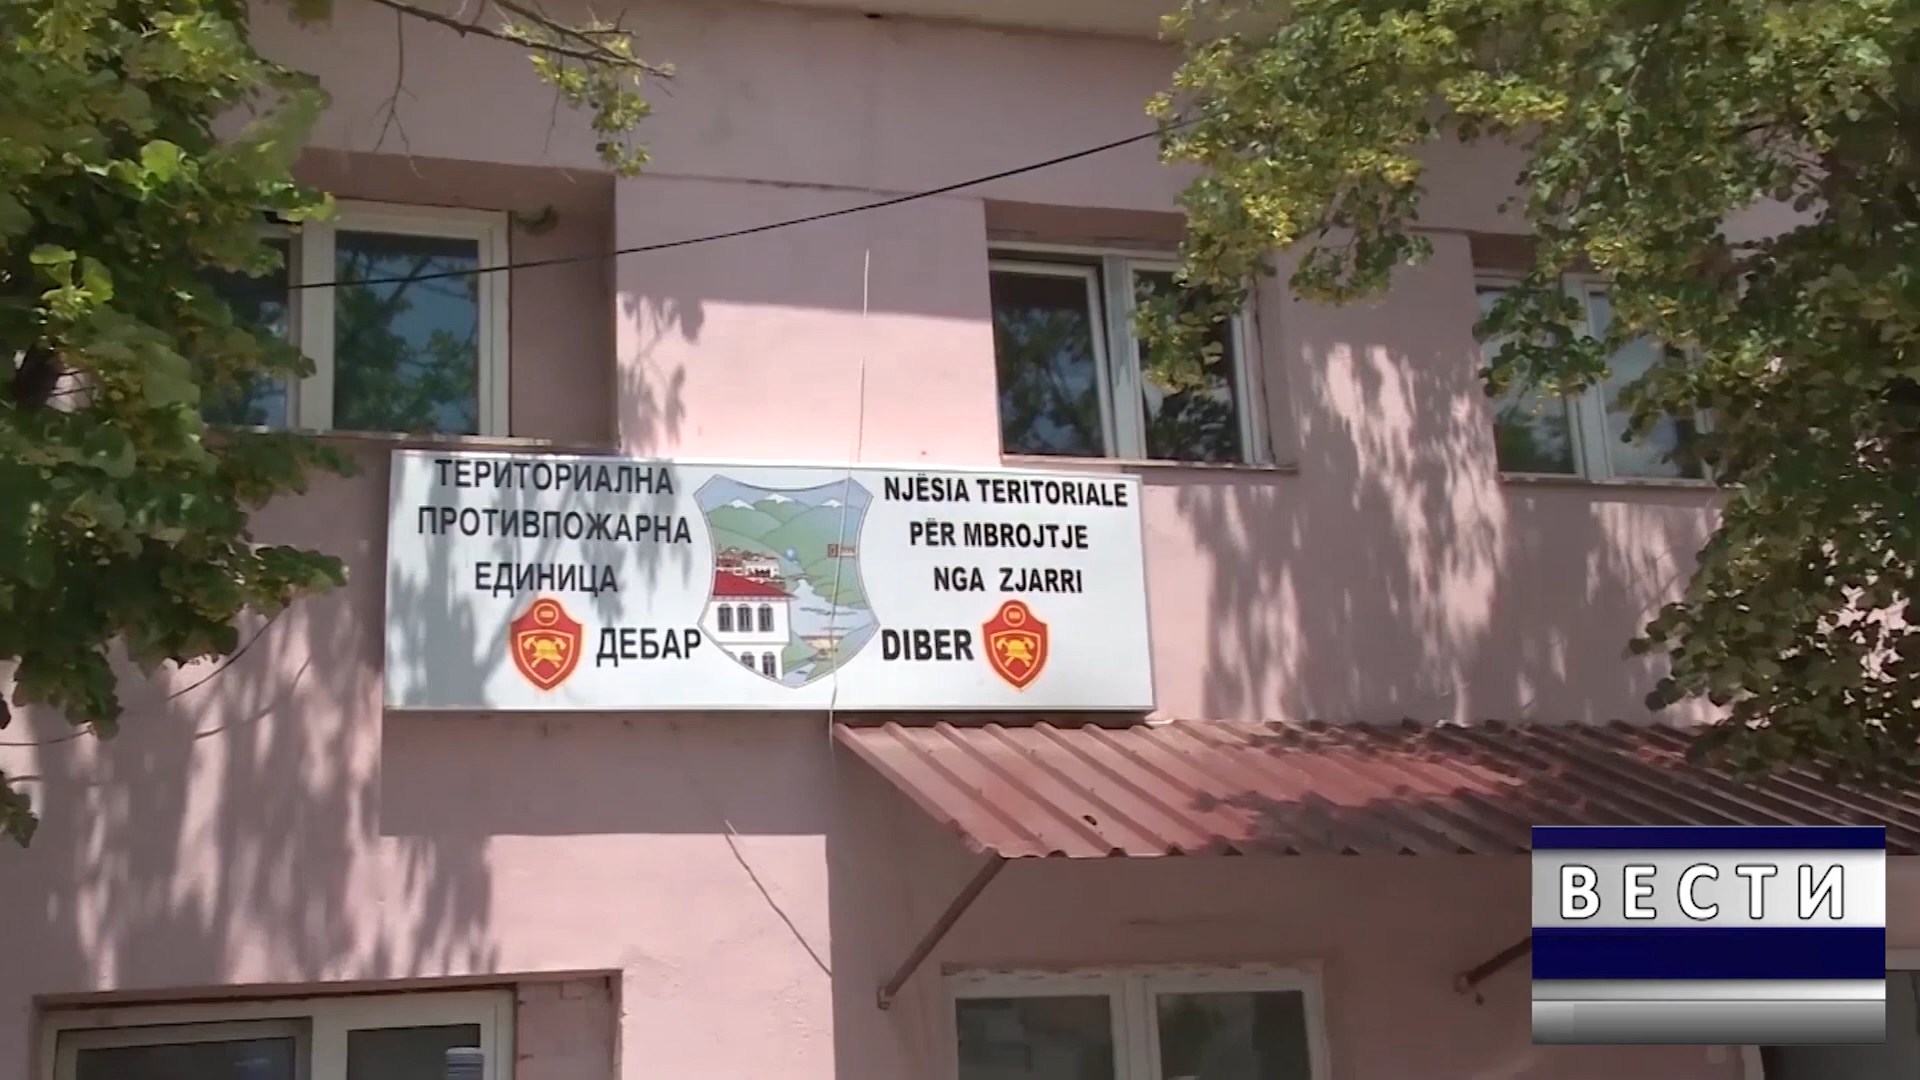 ТЕРИТОРИАЛНА
ПРОТИВПОЖАРНА
ЕДИНИЦА
ДЕБАР
NJËSIA TERITORIALE
PËR MBROJTJE
NGA ZJARRI
DIBER
ВЕСТИ